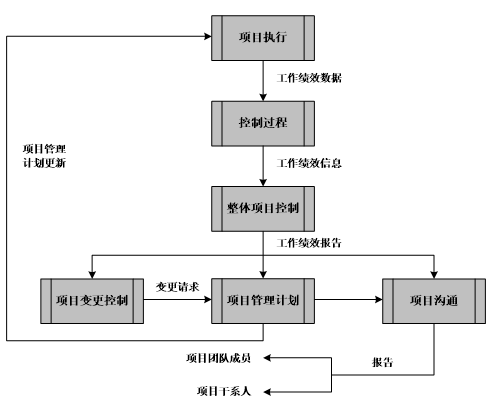 项目执行
工作绩效数据
控制过程
项目管理
计划更新
工作绩效信息
整体项目控制
工作绩效报告
项目变更控制
变更请求
项目管理计划
项目沟通
项目团队成员
报告
项目干系人